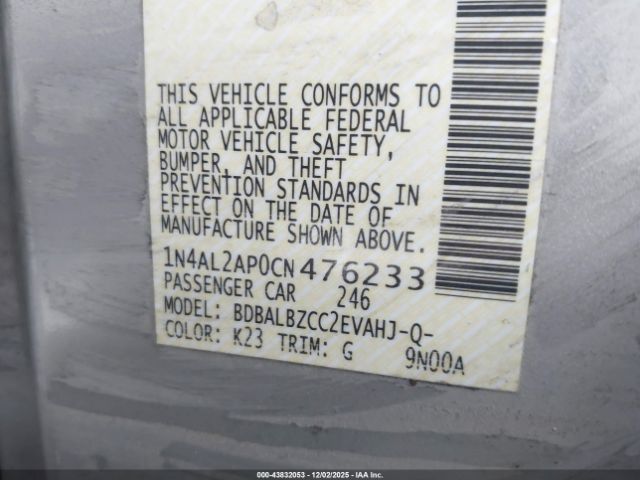 THIS VEHICLE CONFORMS TO
ALL APPLICABLE FEDERAL
MOTOR VEHICLE SAFETY,
BUMPER, AND THEFT
PREVENTION STANDARDS IN
EFFECT ON THE DATE OF
MANUFACTURE SHOWN ABOVE.
1N4AL2AP0CN476233
PASSENGER CAR 246
MODEL: BDBALBZCC2EVAHJ-Q-
COLOR: K23 TRIM: G 9N00A
000-43832053 - 12/02/2025 - IAA Inc.